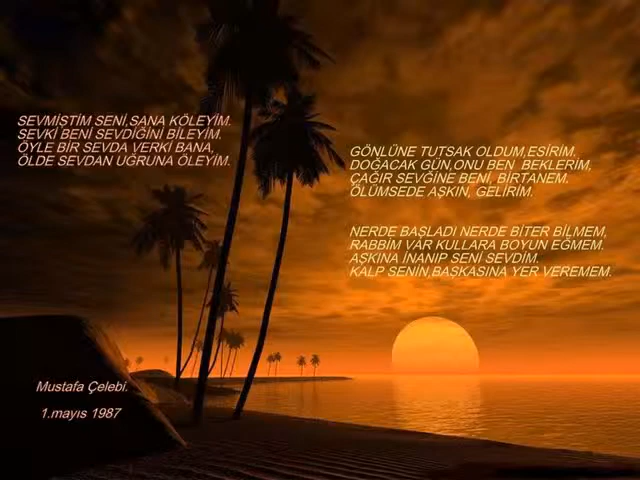 SEVMİŞTİM SENİ,SANA KÖLEYİM.
SEVKİ BENİ SEVDİĞİNİ BİLEYİM.
ÖYLE BİR SEVDA VERKİ BANA,
ÖLDE SEVDAN UĞRUNA ÖLEYİM.
GÖNLÜNE TUTSAK OLDUM,ESİRİM.
DOĞACAK GÜN,ONU BEN BEKLERİM,
ÇAĞIR SEVGİNE BENİ, BİRTANEM.
ÖLÜMSEDE AŞKIN, GELİRİM.
NERDE BAŞLADI NERDE BİTER BİLMEM,
RABBİM VAR KULLARA BOYUN EĞMEM.
AŞKINA İNANIP SENİ SEVDİM.
KALP SENİN,BAŞKASINA YER VEREMEM.
Mustafa Çelebi.
1.mayıs 1987